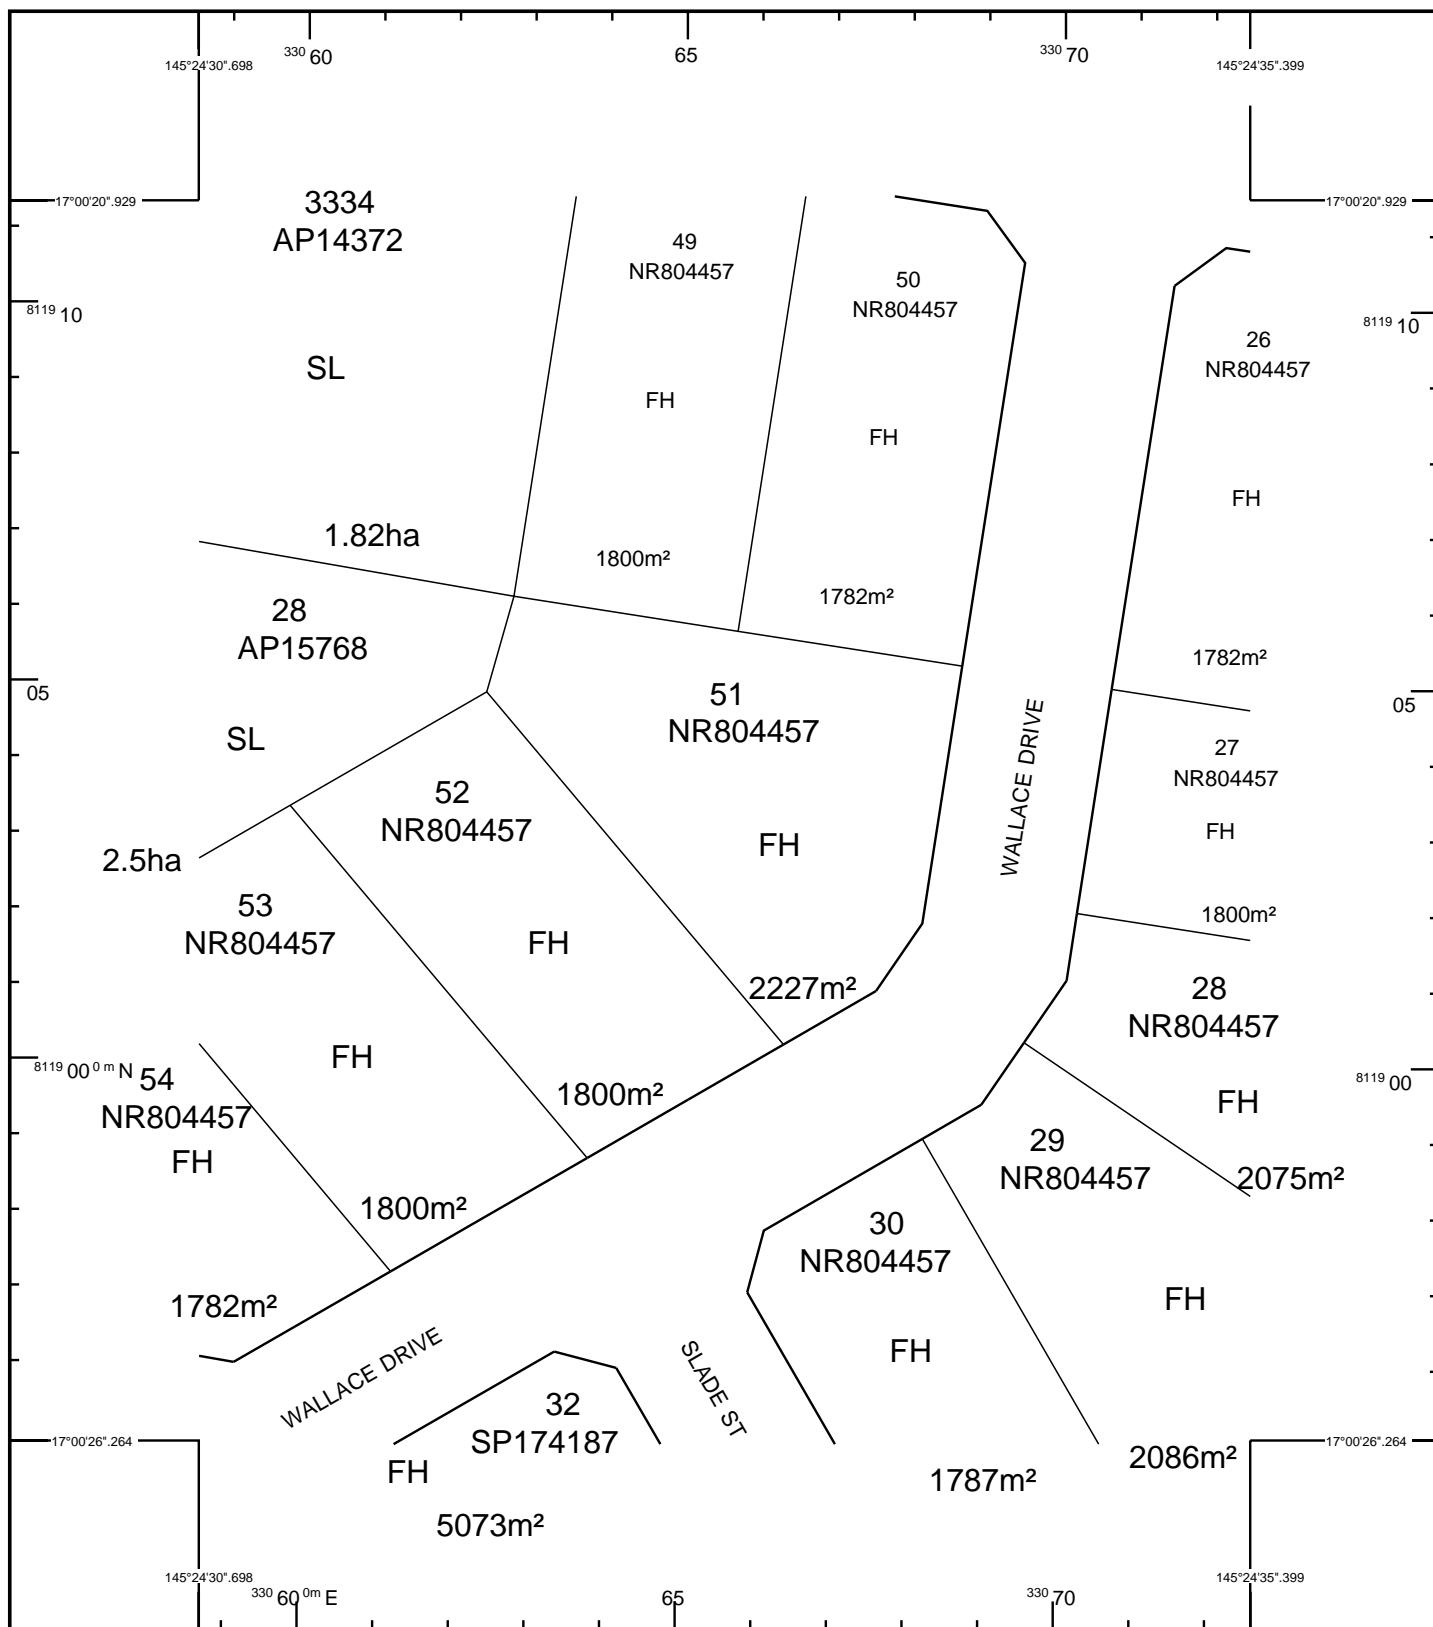 330 60
65
330 70
145°24'30".698
145°24'35".399
17°00'20".929
17°00'20".929
3334
AP14372
49
NR804457
50
NR804457
8119 10
8119 10
26
NR804457
SL
FH
FH
FH
1.82ha
1800m²
1782m²
28
AP15768
1782m²
05
05
51
NR804457
SL
WALLACE DRIVE
27
NR804457
52
NR804457
FH
FH
2.5ha
53
NR804457
1800m²
FH
2227m²
28
NR804457
8119 00 0 m N
54
NR804457
FH
8119 00
FH
1800m²
FH
29
NR804457
2075m²
1800m²
30
NR804457
1782m²
FH
WALLACE DRIVE
SLADE ST
FH
32
SP174187
17°00'26".264
17°00'26".264
FH
1787m²
2086m²
5073m²
145°24'30".698
145°24'35".399
330 60 0m E
65
330 70